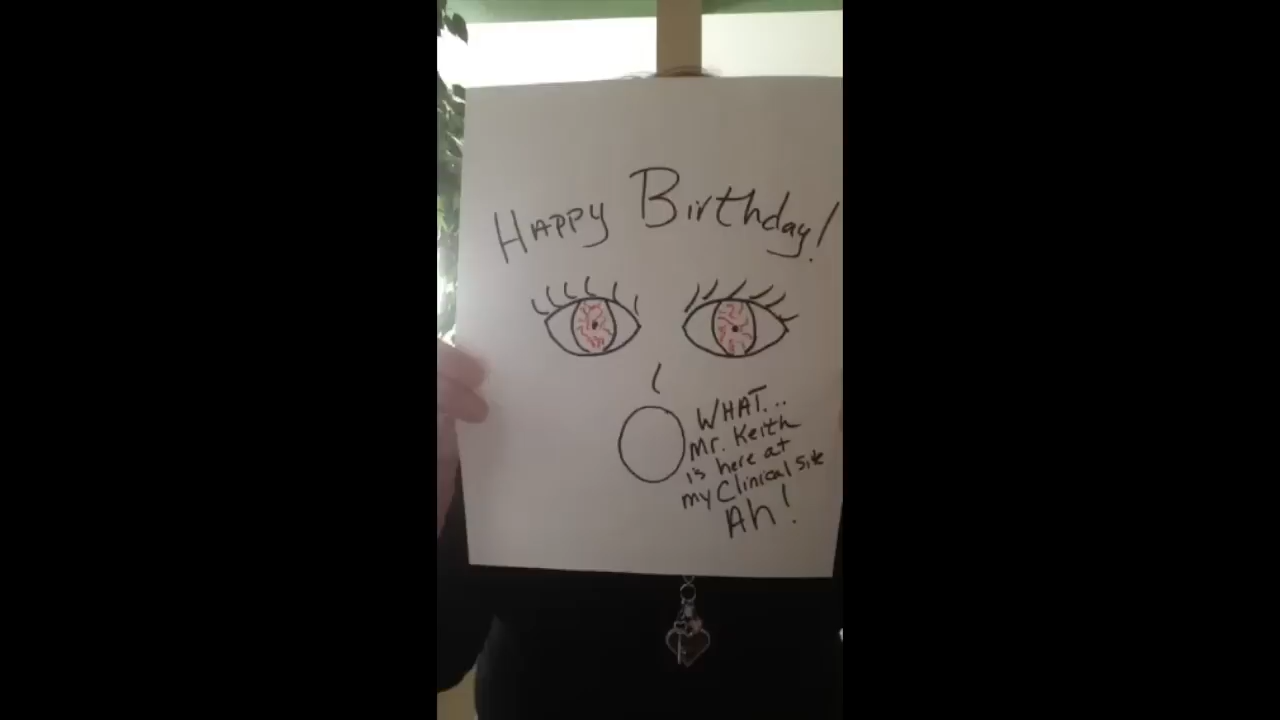 Happy Birthday!
WHAT...
Mr. Keith
is here at
my Clinical Site
Ah!